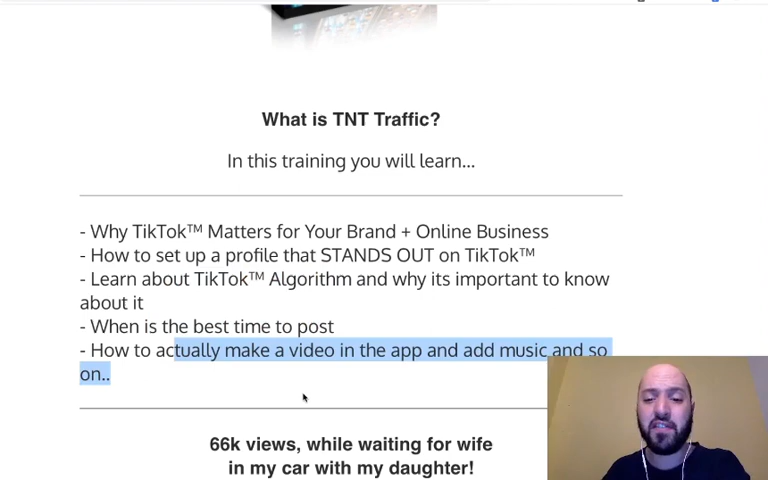 What is TNT Traffic?
In this training you will learn...
- Why TikTok™ Matters for Your Brand + Online Business
- How to set up a profile that STANDS OUT on TikTok™
- Learn about TikTok™ Algorithm and why its important to know
about it
- When is the best time to post
- How to actually make a video in the app and add music and so
on..
66k views, while waiting for wife
in my car with my daughter!